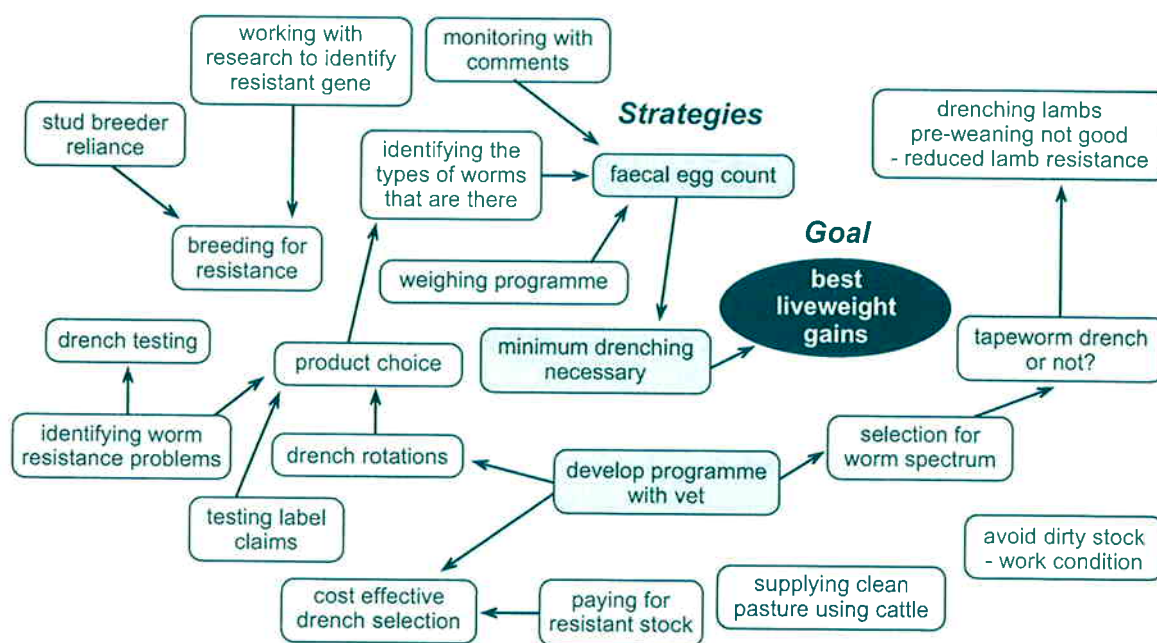 working with
research to identify
resistant gene
monitoring with
comments
Strategies
drenching lambs
pre-weaning not good
- reduced lamb resistance
stud breeder
reliance
identifying the
types of worms
that are there
faecal egg count
breeding for
resistance
weighing programme
Goal
best
liveweight
gains
drench testing
product choice
minimum drenching
necessary
tapeworm drench
or not?
identifying worm
resistance problems
drench rotations
develop programme
with vet
selection for
worm spectrum
testing label
claims
avoid dirty stock
- work condition
cost effective
drench selection
paying for
resistant stock
supplying clean
pasture using cattle